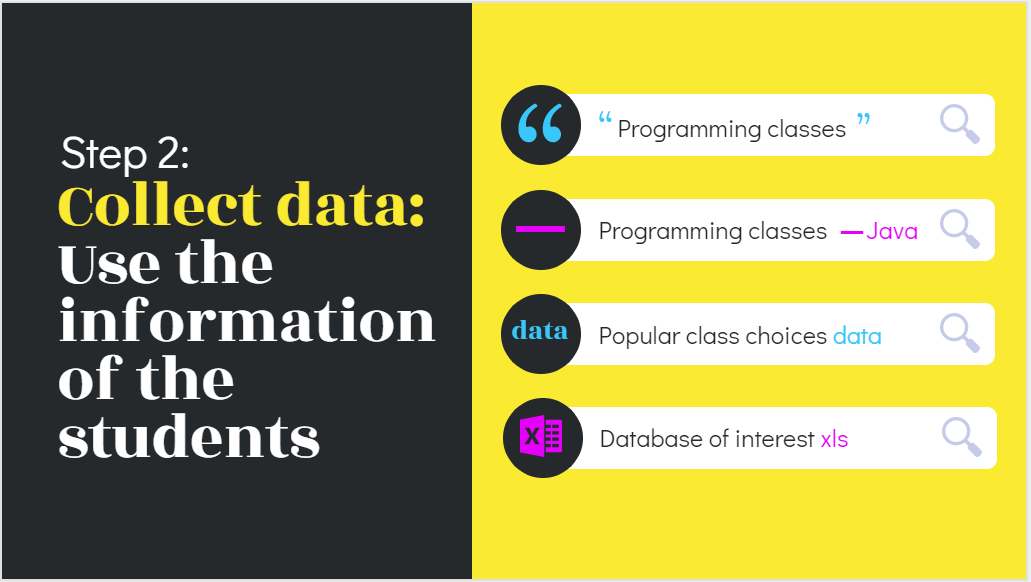 Step 2:
Collect data:
Use the
information
of the
students
“ Programming classes ”
Programming classes —Java
data
Popular class choices data
X
Database of interest xls